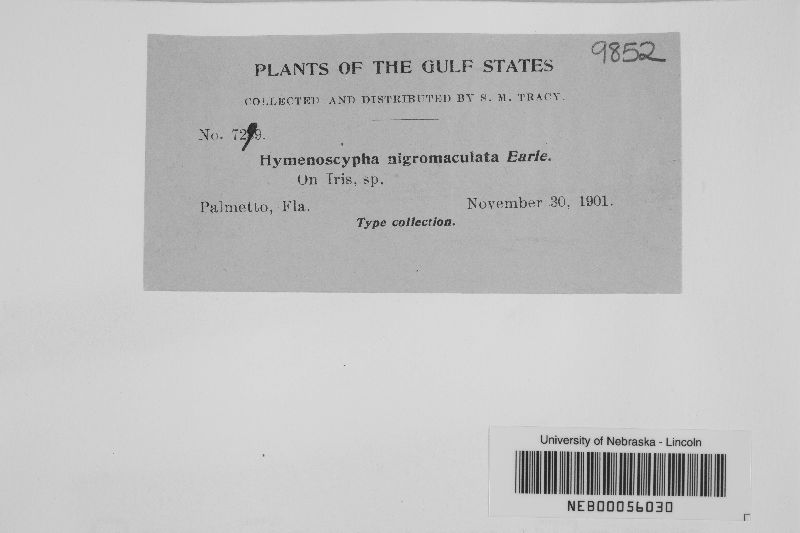 9852
PLANTS OF THE GULF STATES
COLLECTED AND DISTRIBUTED BY S. M. TRACY.
No.
Hymenoscypha nigromaculata Earle.
On Iris, sp.
Palmetto, Fla. November 30, 1901.
Type collection.
University of Nebraska - Lincoln
NEB00056030